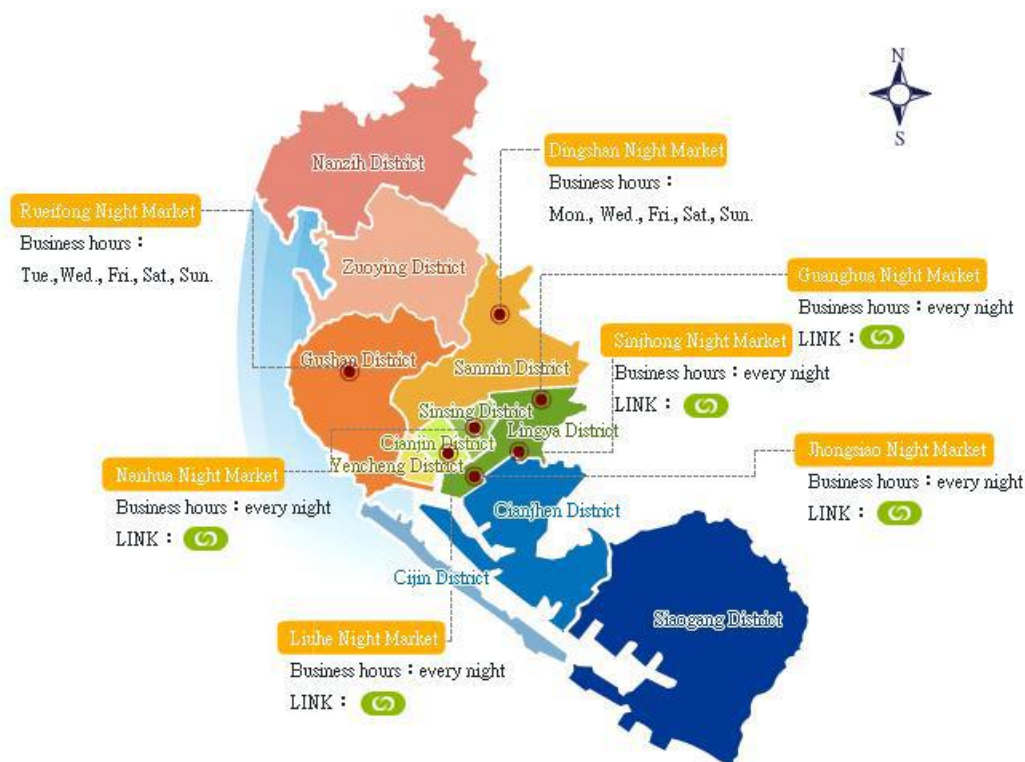 N
S
Nanzih District
Dingshan Night Market
Business hours：
Mon., Wed., Fri., Sat., Sun.
Rueifong Night Market
Business hours：
Tue.,Wed., Fri., Sat., Sun.
Zuoying District
Guanghua Night Market
Business hours：every night
LINK：
Sinjhong Night Market
Business hours：every night
LINK：
Gushan District
Sanmin District
Sinsing District
Lingya District
Cianjin District
Yencheng District
Jhongsiao Night Market
Business hours：every night
LINK：
Nanhua Night Market
Business hours：every night
LINK：
Cianjhen District
Cijin District
Siaogang District
Liuhe Night Market
Business hours：every night
LINK：